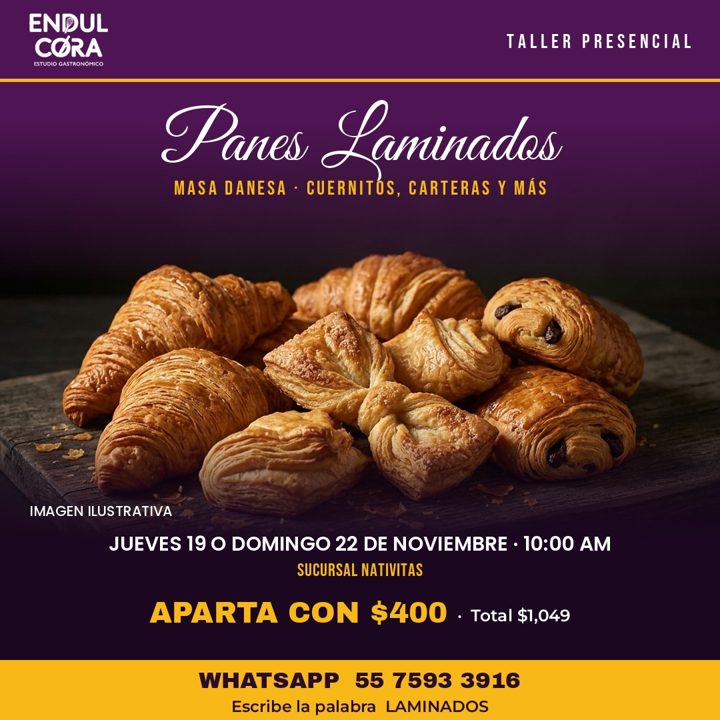 ENDUL
CØRA
ESTUDIO GASTRONÓMICO
TALLER PRESENCIAL
Panes Laminados
MASA DANESA · CUERNITOS, CARTERAS Y MÁS
IMAGEN ILUSTRATIVA
JUEVES 19 O DOMINGO 22 DE NOVIEMBRE · 10:00 AM
SUCURSAL NATIVITAS
APARTA CON $400 · Total $1,049
WHATSAPP 55 7593 3916
Escribe la palabra LAMINADOS